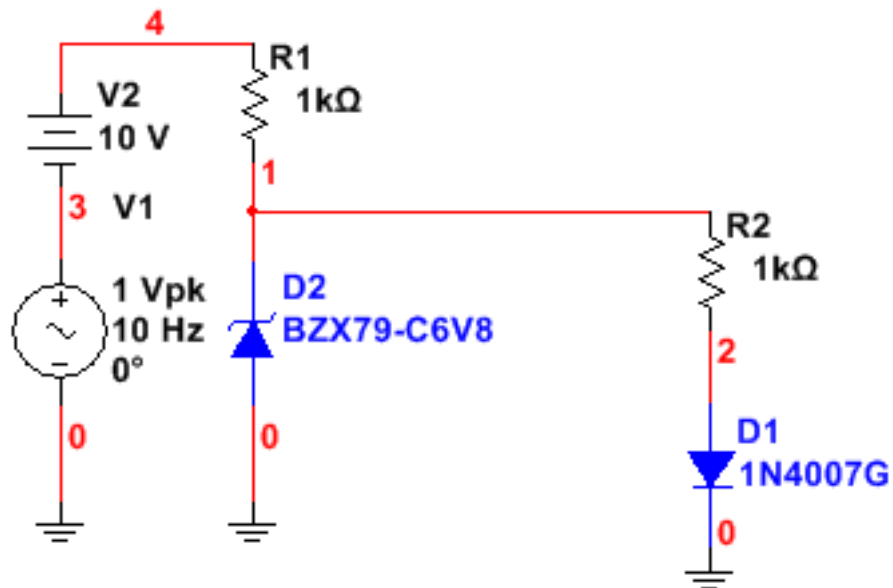 4
R1
1kΩ
V2
10 V
1
3 V1
R2
1kΩ
1 Vpk
10 Hz
0°
D2
BZX79-C6V8
2
0
0
D1
1N4007G
0